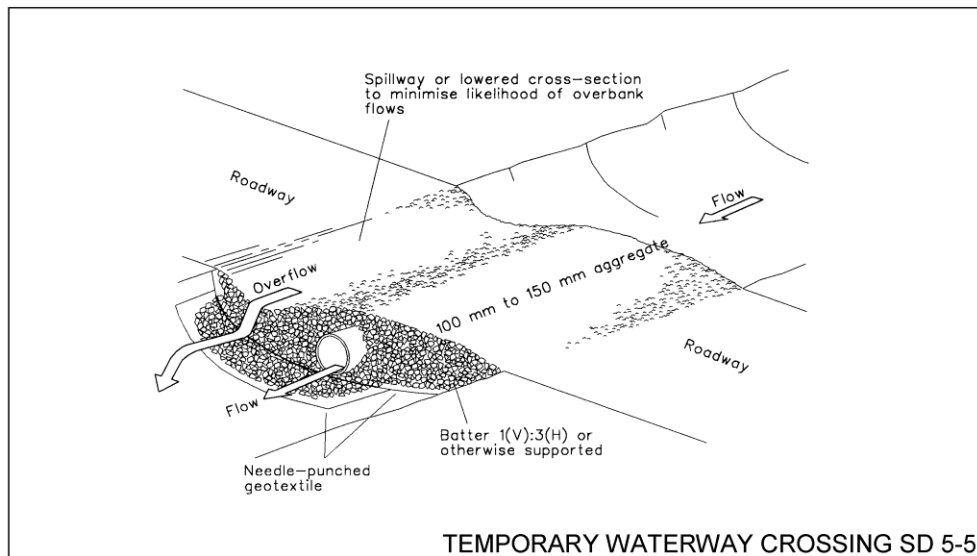 Spillway or lowered cross-section
to minimise likelihood of overbank
flows
Roadway
Flow
Overflow
100 mm to 150 mm aggregate
Roadway
Flow
Batter 1(V):3(H) or
otherwise supported
Needle-punched
geotextile
TEMPORARY WATERWAY CROSSING SD 5-5